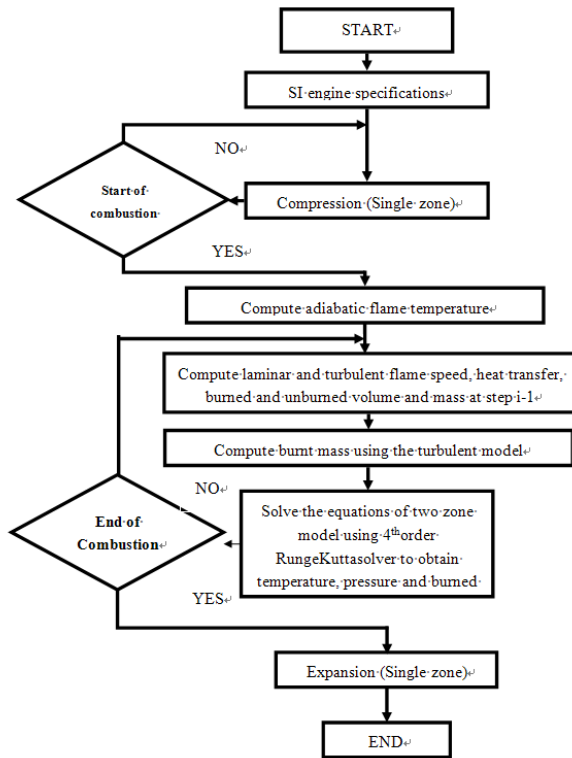 START
SI engine specifications
NO
Start of
combustion
Compression (Single zone)
YES
Compute adiabatic flame temperature
Compute laminar and turbulent flame speed, heat transfer,
burned and unburned volume and mass at step i-1
Compute burnt mass using the turbulent model
NO
End of
Combustion
Solve the equations of two zone
model using 4th order
RungeKuttasolver to obtain
temperature, pressure and burned
YES
Expansion (Single zone)
END